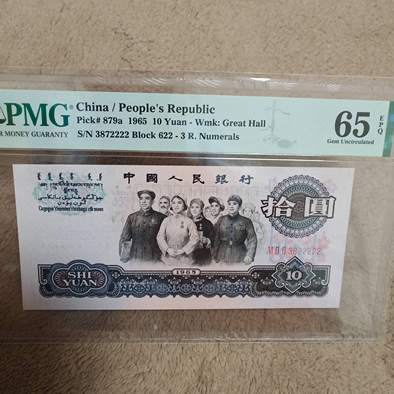 PMG China / People's Republic
Pick# 879a 1965 10 Yuan - Wmk: Great Hall
S/N 3872222 Block 622 - 3 R. Numerals
MONEY GUARANTY
65 EPQ
Gem Uncirculated
中國人民銀行
拾圓
3872222
1965
SHI
YUAN
10